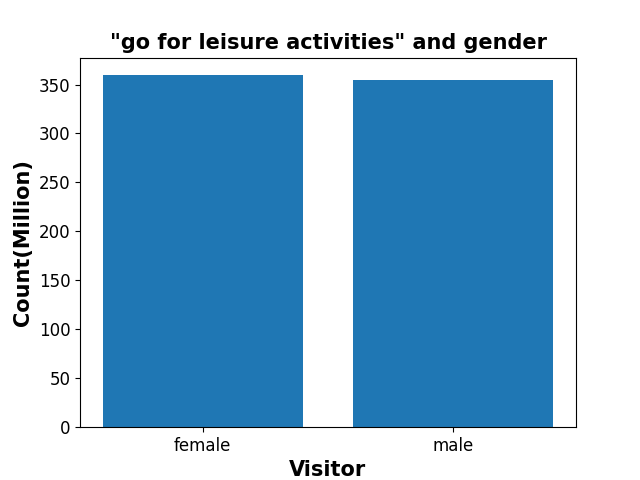 "go for leisure activities" and gender
Count(Million)
350
300
250
200
150
100
50
0
female male
Visitor